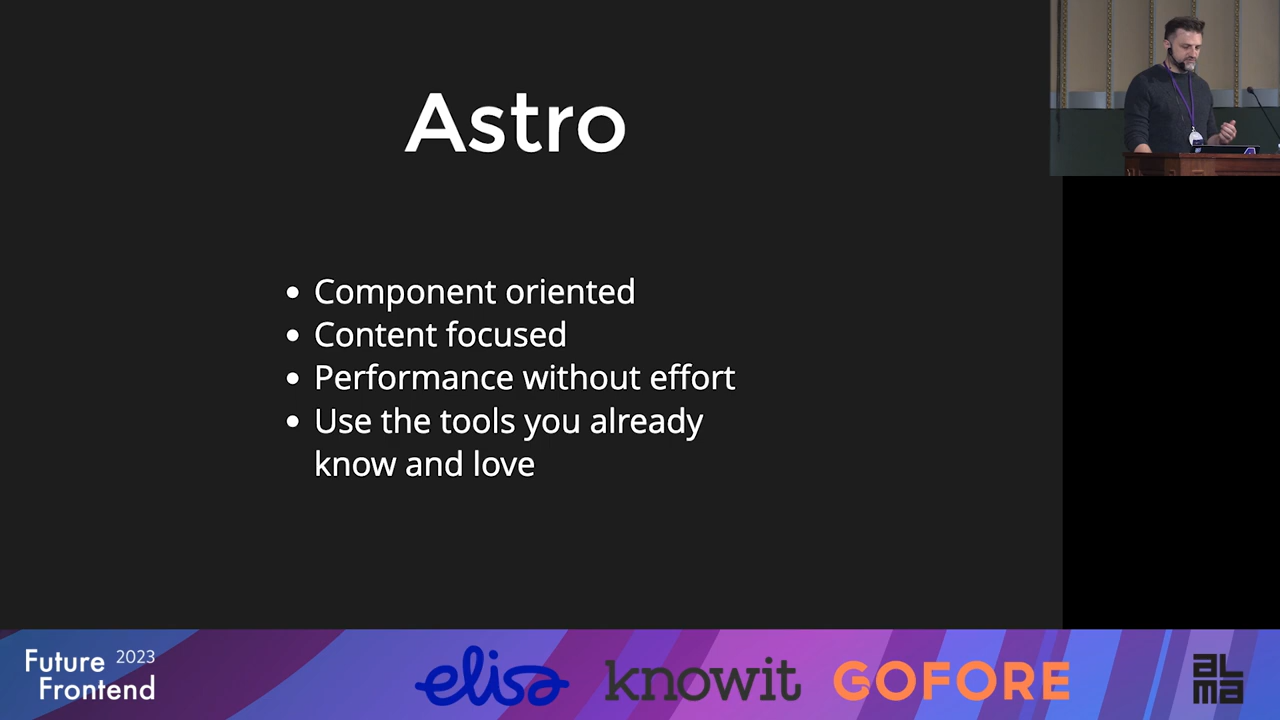 Astro
Component oriented
Content focused
Performance without effort
Use the tools you already
know and love
Future 2023
Frontend
elisa
knowit
GOFORE
ALMA